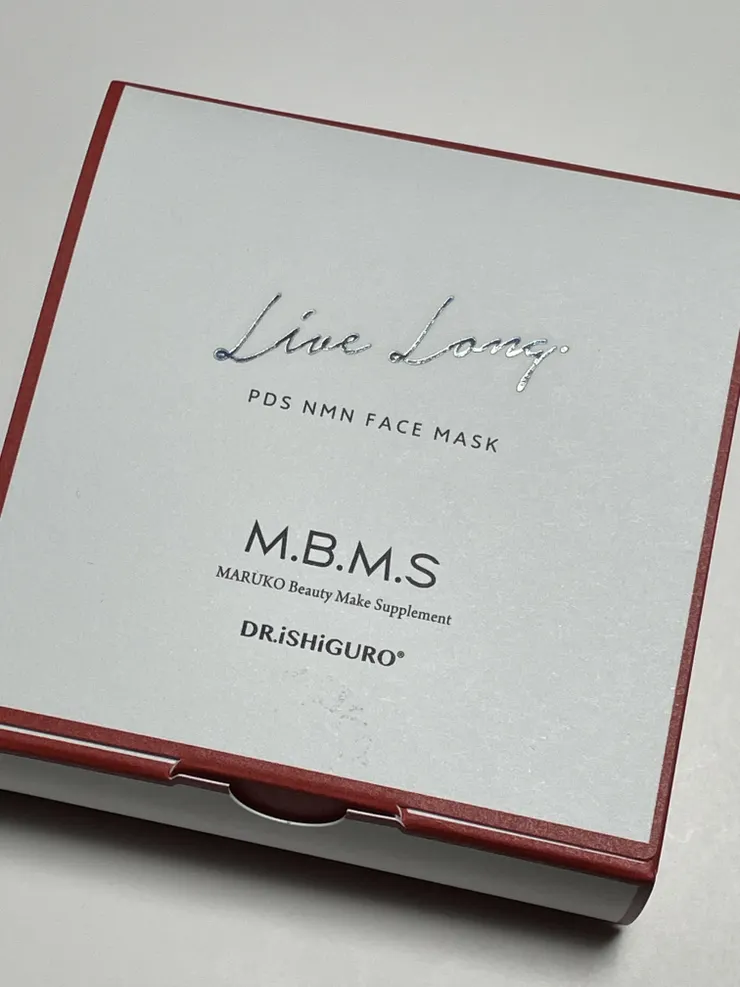 Live Long.
PDS NMN FACE MASK
M.B.M.S
MARUKO Beauty Make Supplement
DR.iSHiGURO®